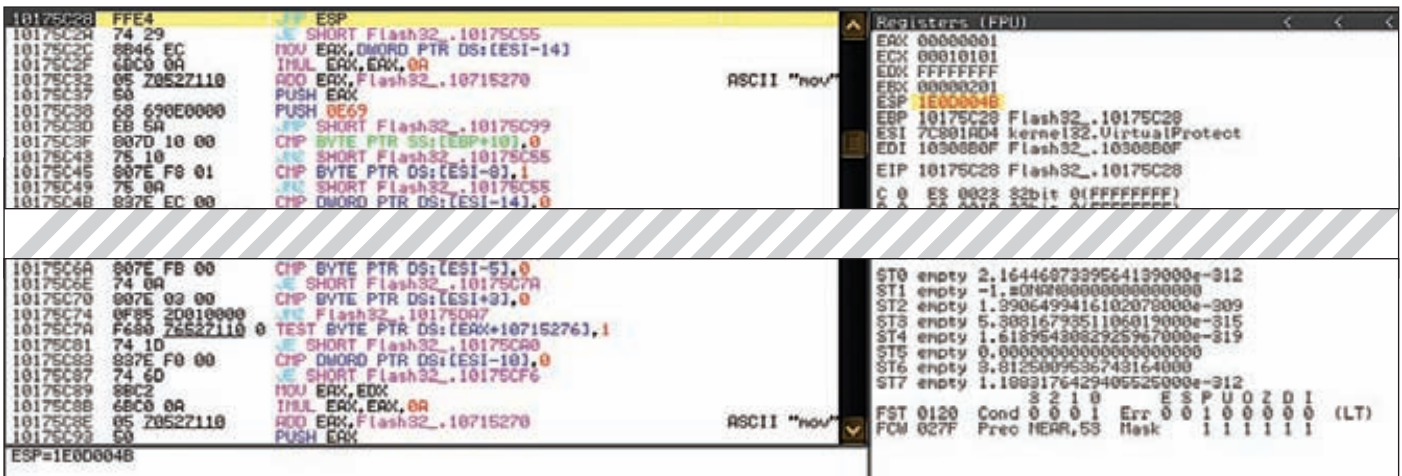 10175C28 FFE4 JMP ESP
10175C2A 74 29 JE SHORT Flash32_.10175C55
10175C2C 8B46 EC MOV EAX,DWORD PTR DS:[ESI-14]
10175C2F 6BC0 0A IMUL EAX,EAX,0A
10175C32 05 70527110 ADD EAX,Flash32_.10715270 ASCII "mov"
10175C37 50 PUSH EAX
10175C38 68 690E0000 PUSH 0E69
10175C3D EB 5A JMP SHORT Flash32_.10175C99
10175C3F 807D 10 00 CMP BYTE PTR SS:[EBP+10],0
10175C43 75 10 JNZ SHORT Flash32_.10175C55
10175C45 807E F8 01 CMP BYTE PTR DS:[ESI-8],1
10175C49 75 0A JNZ SHORT Flash32_.10175C55
10175C4B 837E EC 00 CMP DWORD PTR DS:[ESI-14],0
Registers (FPU) < < <
EAX 00000001
ECX 00010101
EDX FFFFFFFF
EBX 00000201
ESP 1E0D004B
EBP 10175C28 Flash32_.10175C28
ESI 7C801AD4 kernel32.VirtualProtect
EDI 10308B0F Flash32_.10308B0F
EIP 10175C28 Flash32_.10175C28
C 0 ES 0023 32bit 0(FFFFFFFF)
10175C6A 807E FB 00 CMP BYTE PTR DS:[ESI-5],0
10175C6E 74 0A JE SHORT Flash32_.10175C7A
10175C70 807E 03 00 CMP BYTE PTR DS:[ESI+3],0
10175C74 0F85 2D010000 JNZ Flash32_.10175DA7
10175C7A F680 76527110 0 TEST BYTE PTR DS:[EAX+10715276],1
10175C81 74 1D JE SHORT Flash32_.10175CA0
10175C83 837E F0 00 CMP DWORD PTR DS:[ESI-10],0
10175C87 74 6D JE SHORT Flash32_.10175CF6
10175C89 8BC2 MOV EAX,EDX
10175C8B 6BC0 0A IMUL EAX,EAX,0A
10175C8E 05 70527110 ADD EAX,Flash32_.10715270 ASCII "mov"
10175C93 50 PUSH EAX
ESP=1E0D004B
ST0 empty 2.1644687339564139000e-312
ST1 empty -1.#QNAN00000000000000
ST2 empty 1.3906499416102078000e-309
ST3 empty 5.3031679351106019000e-315
ST4 empty 1.6189543082925967000e-319
ST5 empty 0.0000000000000000000
ST6 empty 3.8125009536743164000
ST7 empty 1.1883176429405525000e-312
3 2 1 0 E S P U O Z D I
FST 0120 Cond 0 0 0 1 Err 0 0 1 0 0 0 0 0 (LT)
FCW 027F Prec NEAR,53 Mask 1 1 1 1 1 1